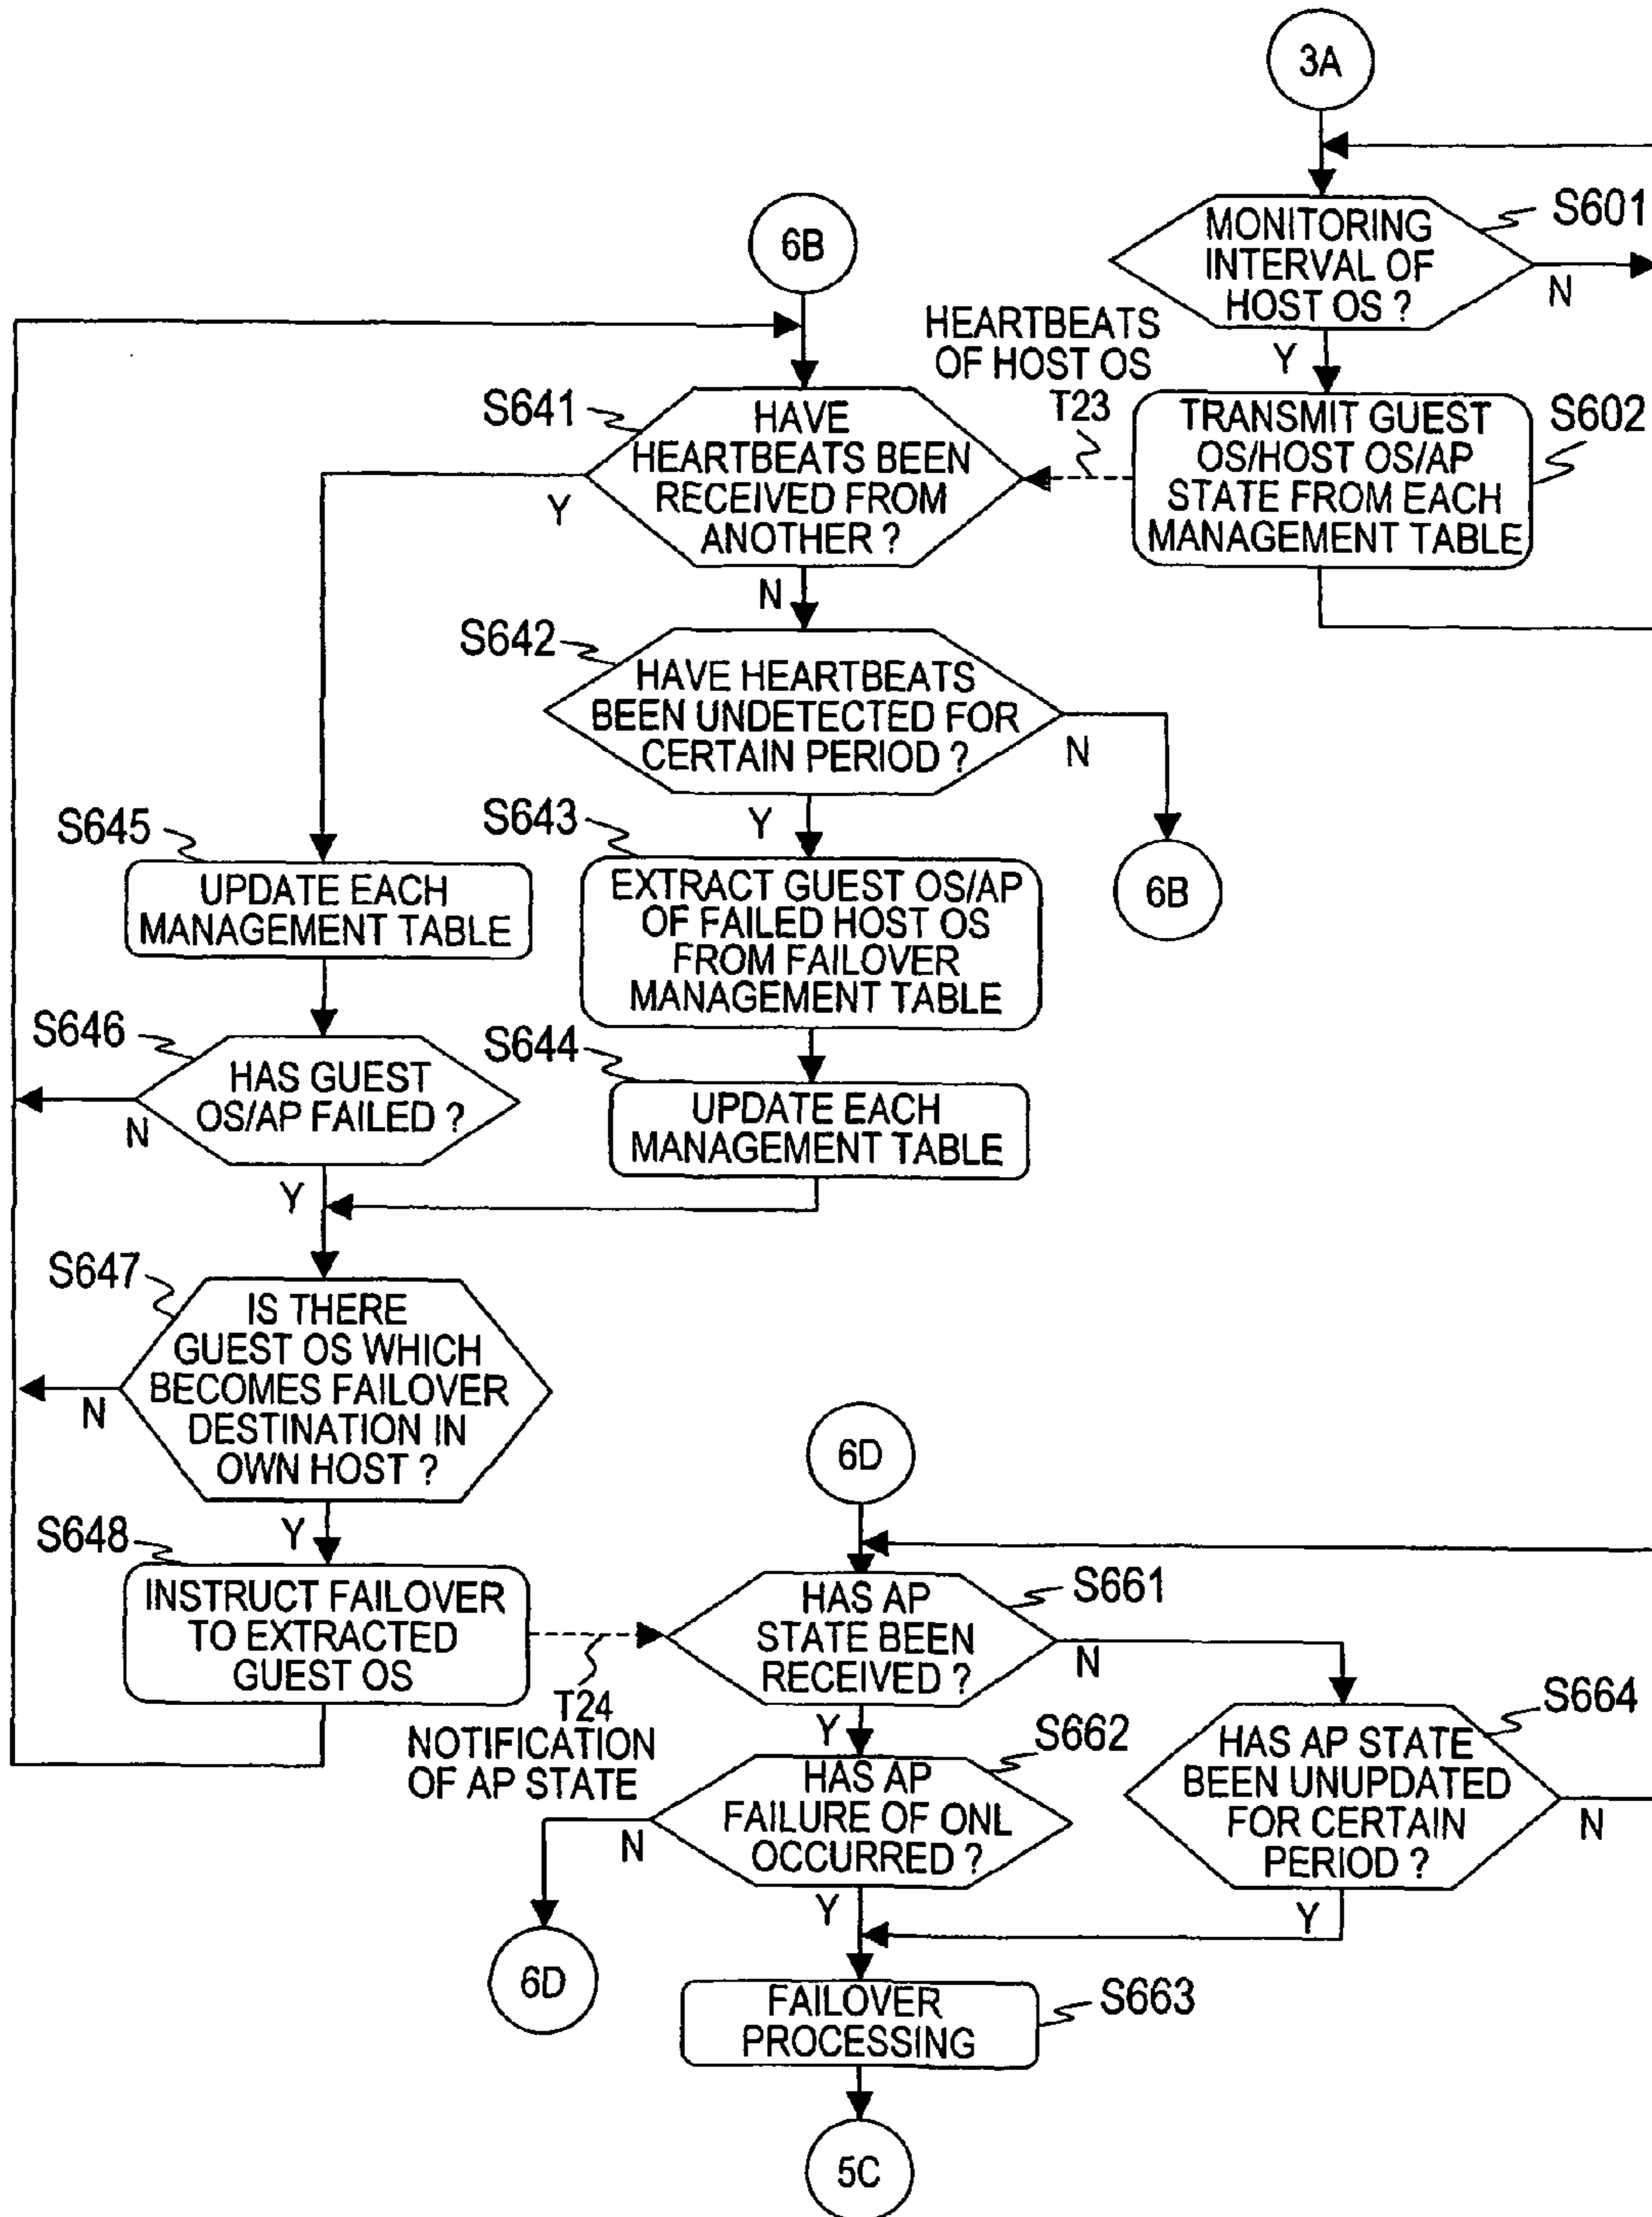 3A
S601
MONITORING
INTERVAL OF
HOST OS ?
N
Y
6B
HEARTBEATS
OF HOST OS
T23
S602
TRANSMIT GUEST
OS/HOST OS/AP
STATE FROM EACH
MANAGEMENT TABLE
S641
HAVE
HEARTBEATS BEEN
RECEIVED FROM
ANOTHER ?
Y
N
S642
HAVE HEARTBEATS
BEEN UNDETECTED FOR
CERTAIN PERIOD ?
N
Y
6B
S643
EXTRACT GUEST OS/AP
OF FAILED HOST OS
FROM FAILOVER
MANAGEMENT TABLE
S645
UPDATE EACH
MANAGEMENT TABLE
S646
HAS GUEST
OS/AP FAILED ?
N
Y
S644
UPDATE EACH
MANAGEMENT TABLE
S647
IS THERE
GUEST OS WHICH
BECOMES FAILOVER
DESTINATION IN
OWN HOST ?
N
Y
S648
INSTRUCT FAILOVER
TO EXTRACTED
GUEST OS
T24
NOTIFICATION
OF AP STATE
6D
S661
HAS AP
STATE BEEN
RECEIVED ?
N
Y
S662
HAS AP
FAILURE OF ONL
OCCURRED ?
N
Y
6D
S664
HAS AP STATE
BEEN UNUPDATED
FOR CERTAIN
PERIOD ?
N
Y
S663
FAILOVER
PROCESSING
5C